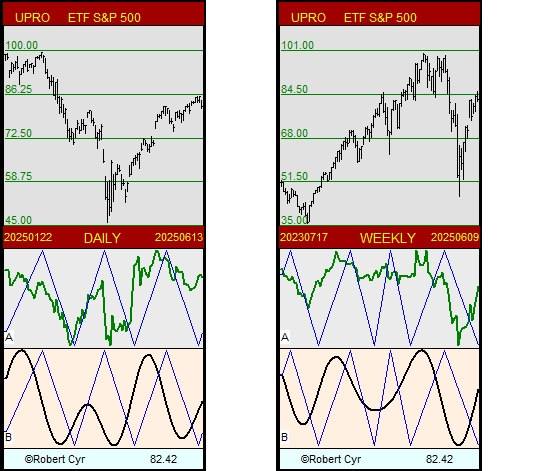 UPRO ETF S&P 500
100.00
86.25
72.50
58.75
45.00
20250122 DAILY 20250613
A
B
©Robert Cyr 82.42
UPRO ETF S&P 500
101.00
84.50
68.00
51.50
35.00
20230717 WEEKLY 20250609
A
B
©Robert Cyr 82.42